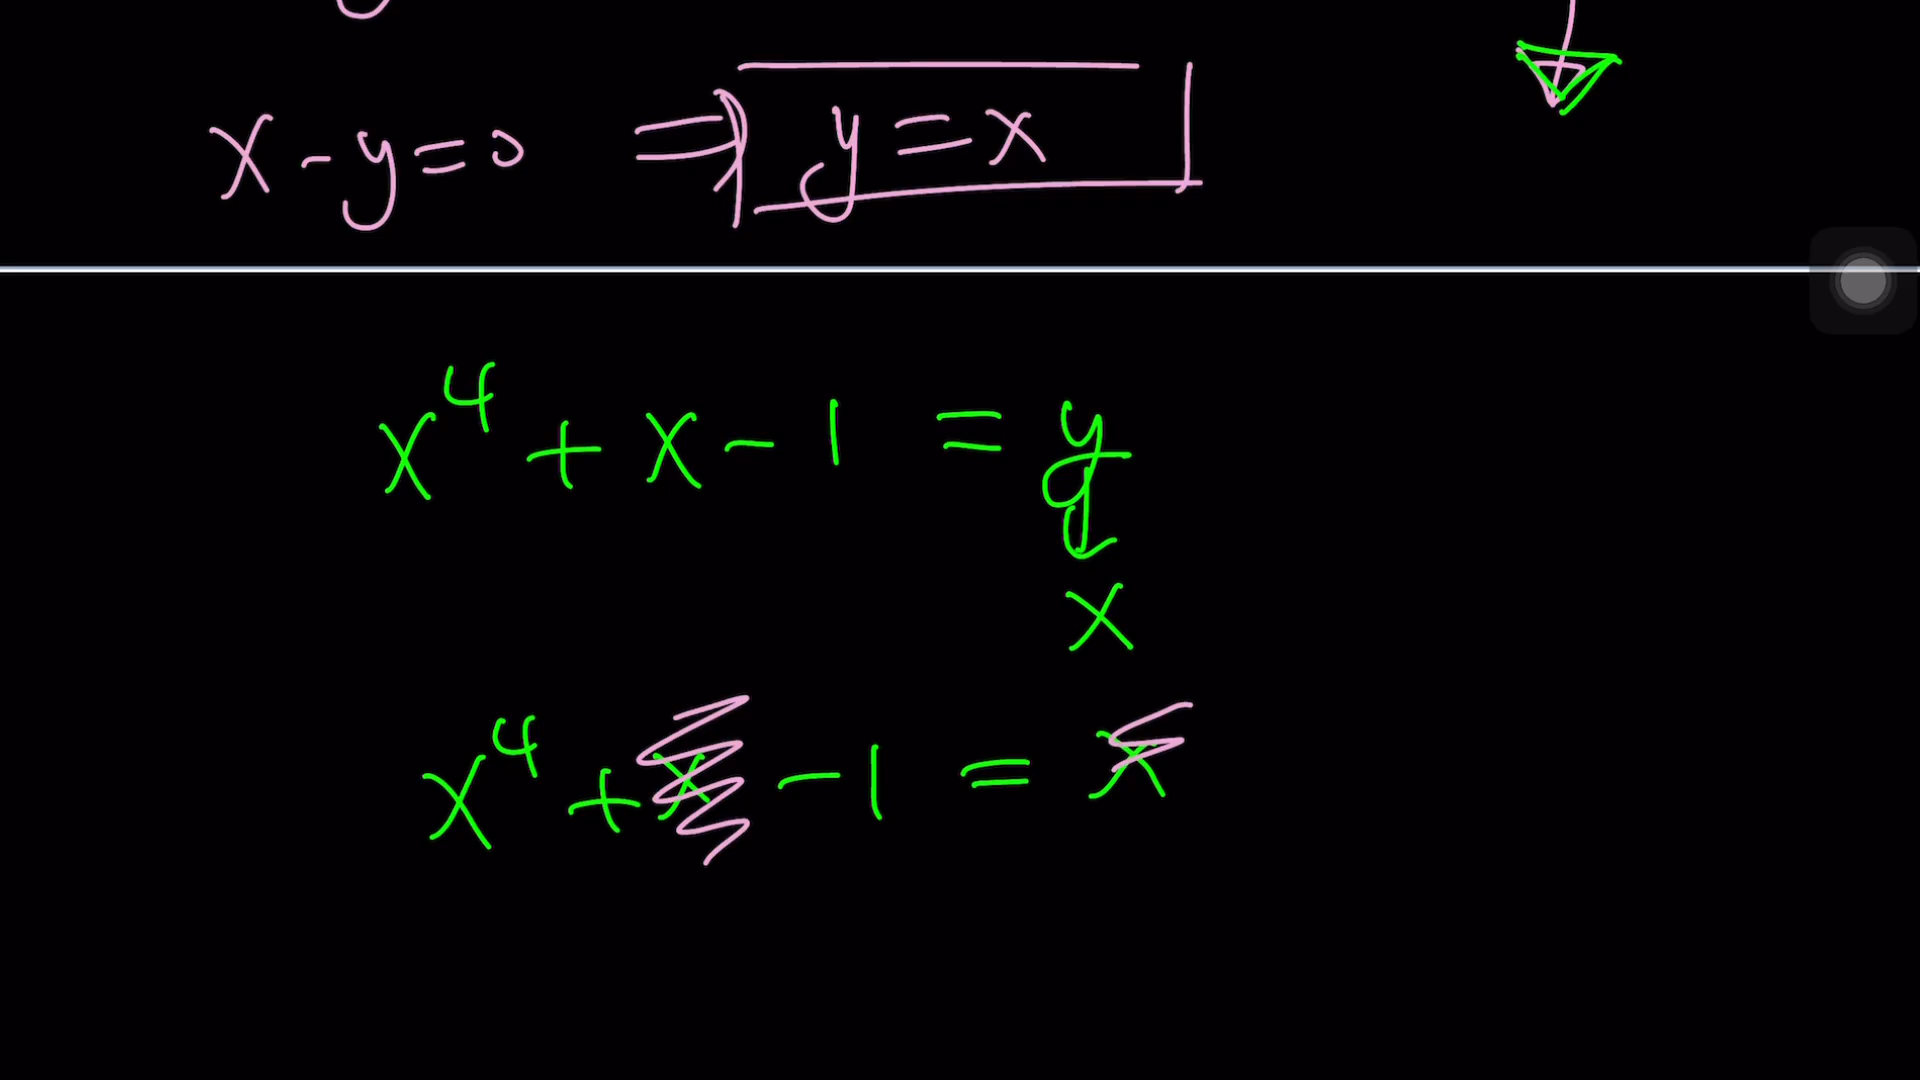 x - y = 0 ⇒ y = x
x⁴ + x - 1 = y
x
x⁴ + x - 1 = x